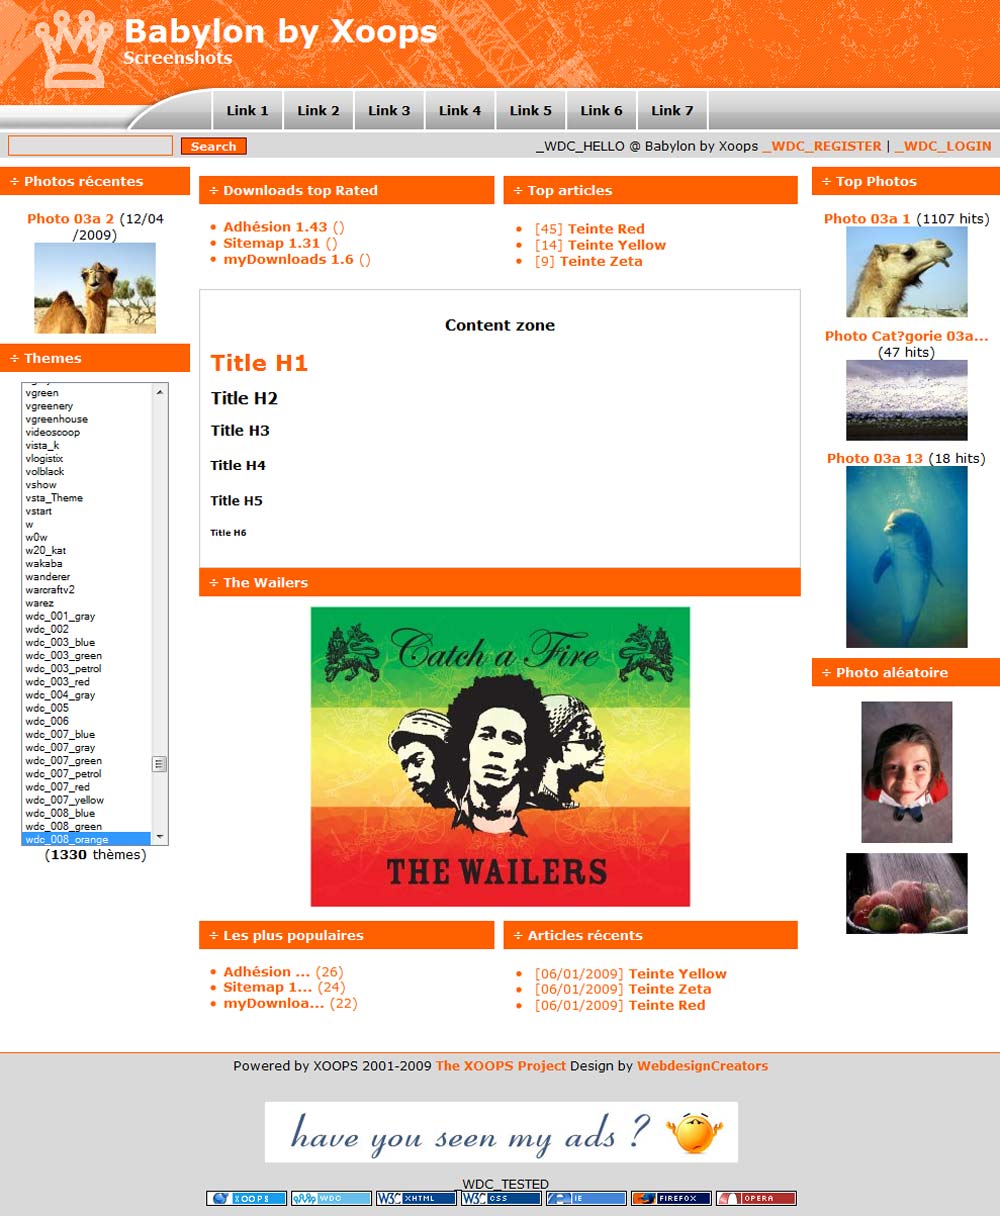 Babylon by Xoops
Screenshots
Link 1 Link 2 Link 3 Link 4 Link 5 Link 6 Link 7
Search
_WDC_HELLO @ Babylon by Xoops _WDC_REGISTER | _WDC_LOGIN
÷ Photos récentes
Photo 03a 2 (12/04
/2009)
÷ Themes
vgreen
vgreenery
vgreenhouse
videoscoop
vista_k
vlogistix
volblack
vshow
vsta_Theme
vstart
w
w0w
w20_kat
wakaba
wanderer
warcraftv2
warez
wdc_001_gray
wdc_002
wdc_003_blue
wdc_003_green
wdc_003_petrol
wdc_003_red
wdc_004_gray
wdc_005
wdc_006
wdc_007_blue
wdc_007_gray
wdc_007_green
wdc_007_petrol
wdc_007_red
wdc_007_yellow
wdc_008_blue
wdc_008_green
wdc_008_orange
(1330 thèmes)
÷ Downloads top Rated
• Adhésion 1.43 ()
• Sitemap 1.31 ()
• myDownloads 1.6 ()
÷ Top articles
• [45] Teinte Red
• [14] Teinte Yellow
• [9] Teinte Zeta
Content zone
Title H1
Title H2
Title H3
Title H4
Title H5
Title H6
÷ The Wailers
Catch a Fire
THE WAILERS
÷ Les plus populaires
• Adhésion ... (26)
• Sitemap 1... (24)
• myDownloa... (22)
÷ Articles récents
• [06/01/2009] Teinte Yellow
• [06/01/2009] Teinte Zeta
• [06/01/2009] Teinte Red
÷ Top Photos
Photo 03a 1 (1107 hits)
Photo Cat?gorie 03a...
(47 hits)
Photo 03a 13 (18 hits)
÷ Photo aléatoire
Powered by XOOPS 2001-2009 The XOOPS Project Design by WebdesignCreators
have you seen my ads ?
_WDC_TESTED
XOOPS WDC W3C XHTML W3C CSS IE FIREFOX OPERA